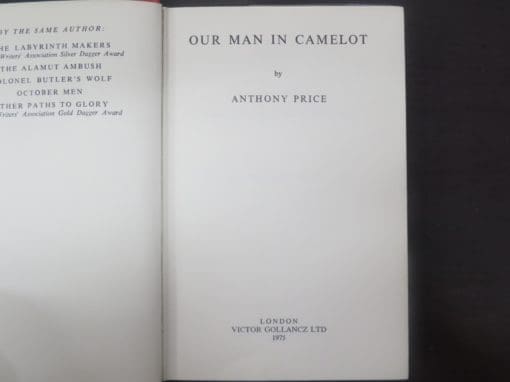 BY THE SAME AUTHOR:
THE LABYRINTH MAKERS
Writers' Association Silver Dagger Award
THE ALAMUT AMBUSH
COLONEL BUTLER'S WOLF
OCTOBER MEN
OTHER PATHS TO GLORY
Writers' Association Gold Dagger Award
OUR MAN IN CAMELOT
by
ANTHONY PRICE
LONDON
VICTOR GOLLANCZ LTD
1975